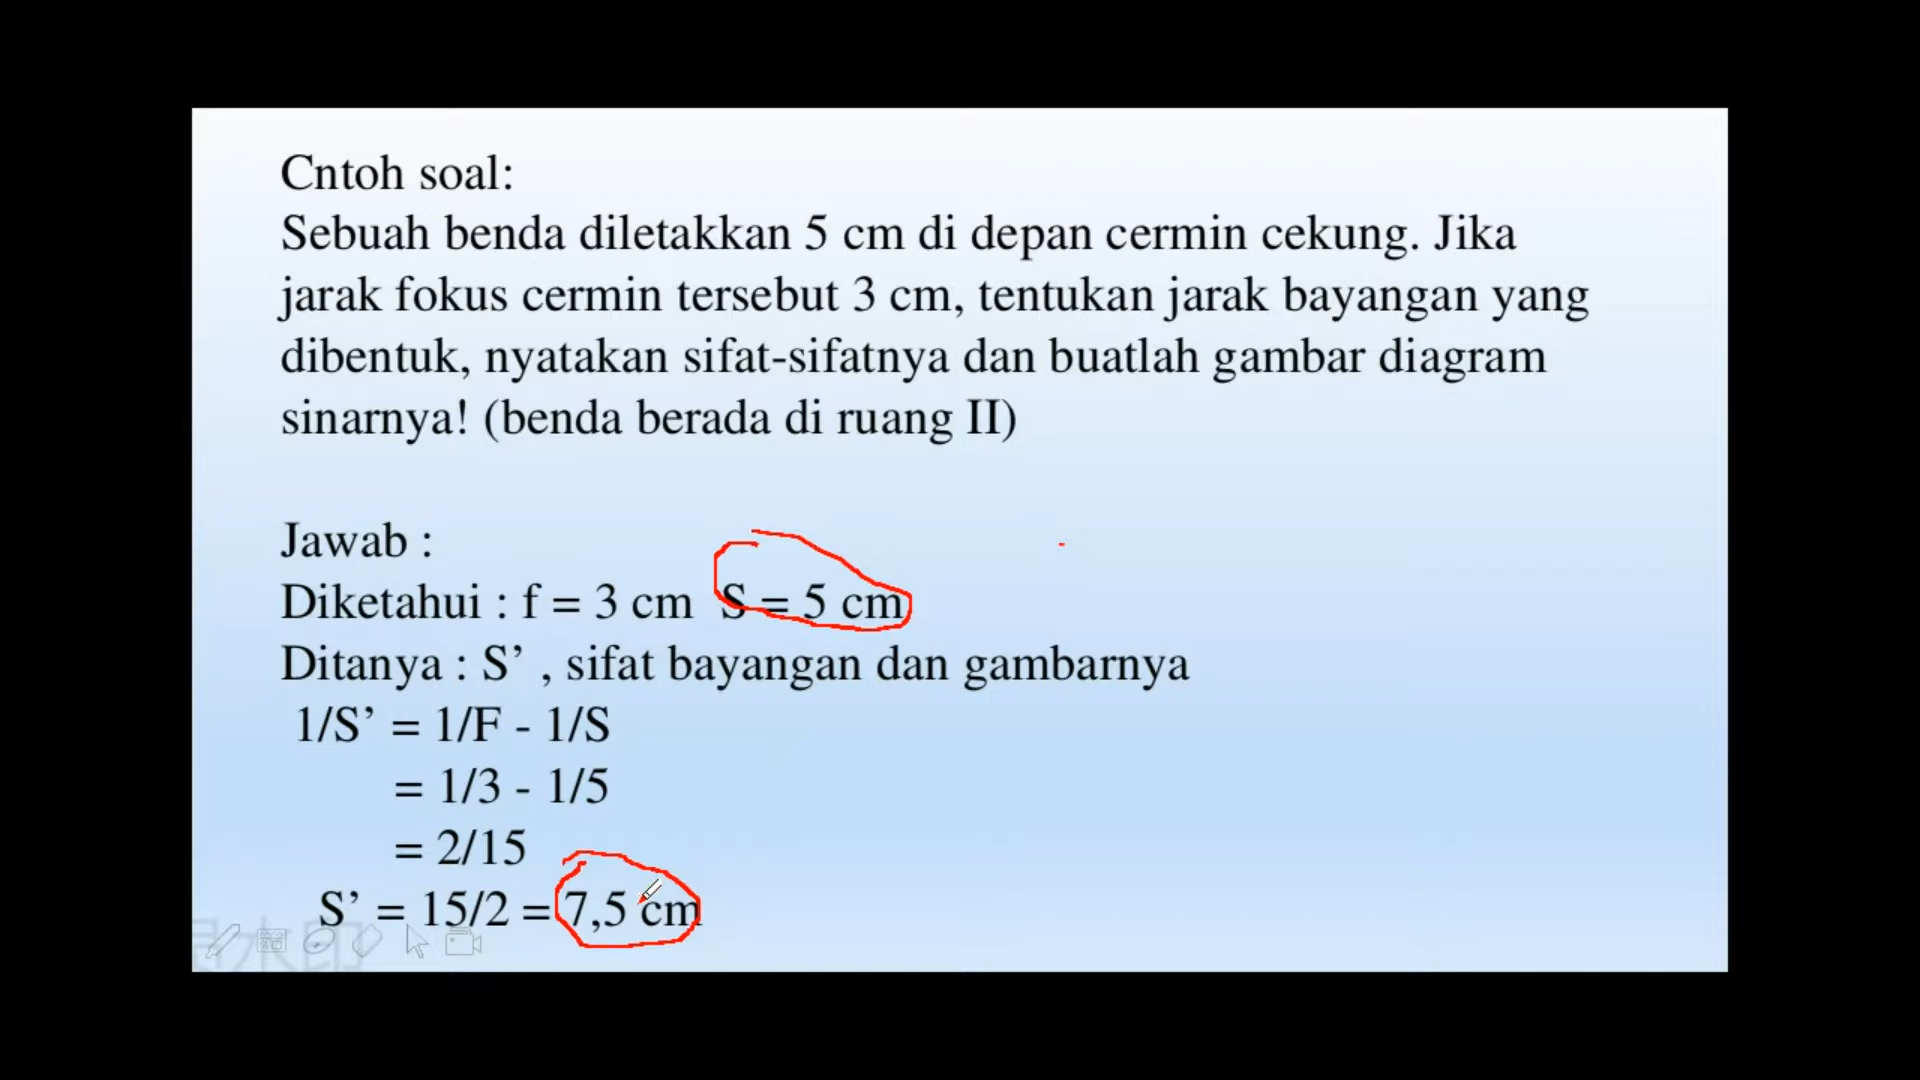 Cntoh soal:
Sebuah benda diletakkan 5 cm di depan cermin cekung. Jika
jarak fokus cermin tersebut 3 cm, tentukan jarak bayangan yang
dibentuk, nyatakan sifat-sifatnya dan buatlah gambar diagram
sinarnya! (benda berada di ruang II)
Jawab :
Diketahui : f = 3 cm  S = 5 cm
Ditanya : S’ , sifat bayangan dan gambarnya
1/S’ = 1/F - 1/S
= 1/3 - 1/5
= 2/15
S’ = 15/2 = 7,5 cm